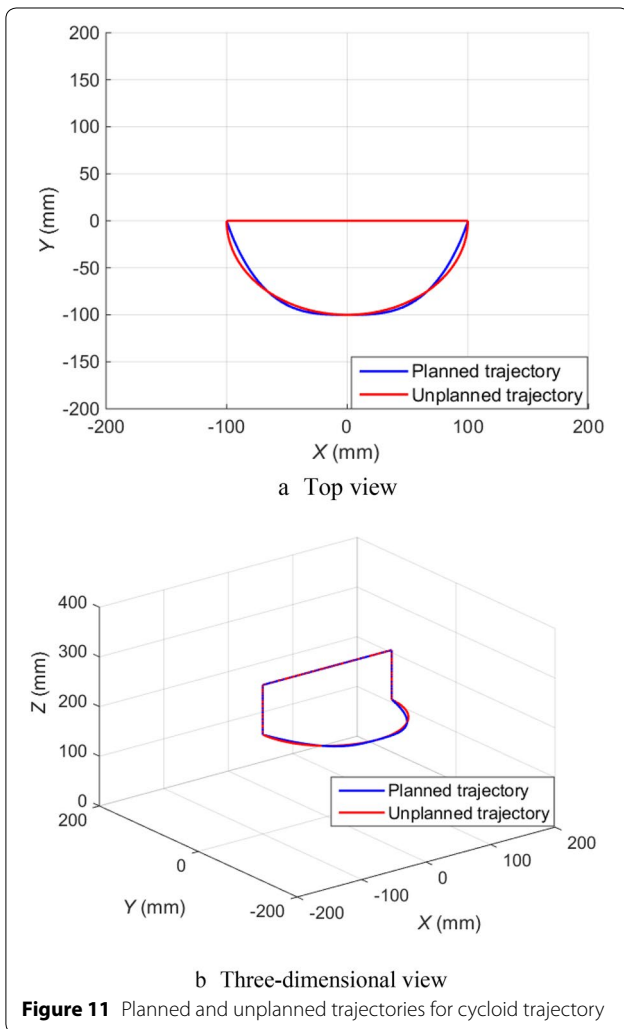 200
150
100
50
0
-50
-100
-150
-200
Y (mm)
Planned trajectory
Unplanned trajectory
-200 -100 0 100 200
X (mm)
a Top view
400
300
200
100
0
Z (mm)
Planned trajectory
Unplanned trajectory
200
0
-200
Y (mm)
-200
-100
0
100
200
X (mm)
b Three-dimensional view
Figure 11 Planned and unplanned trajectories for cycloid trajectory